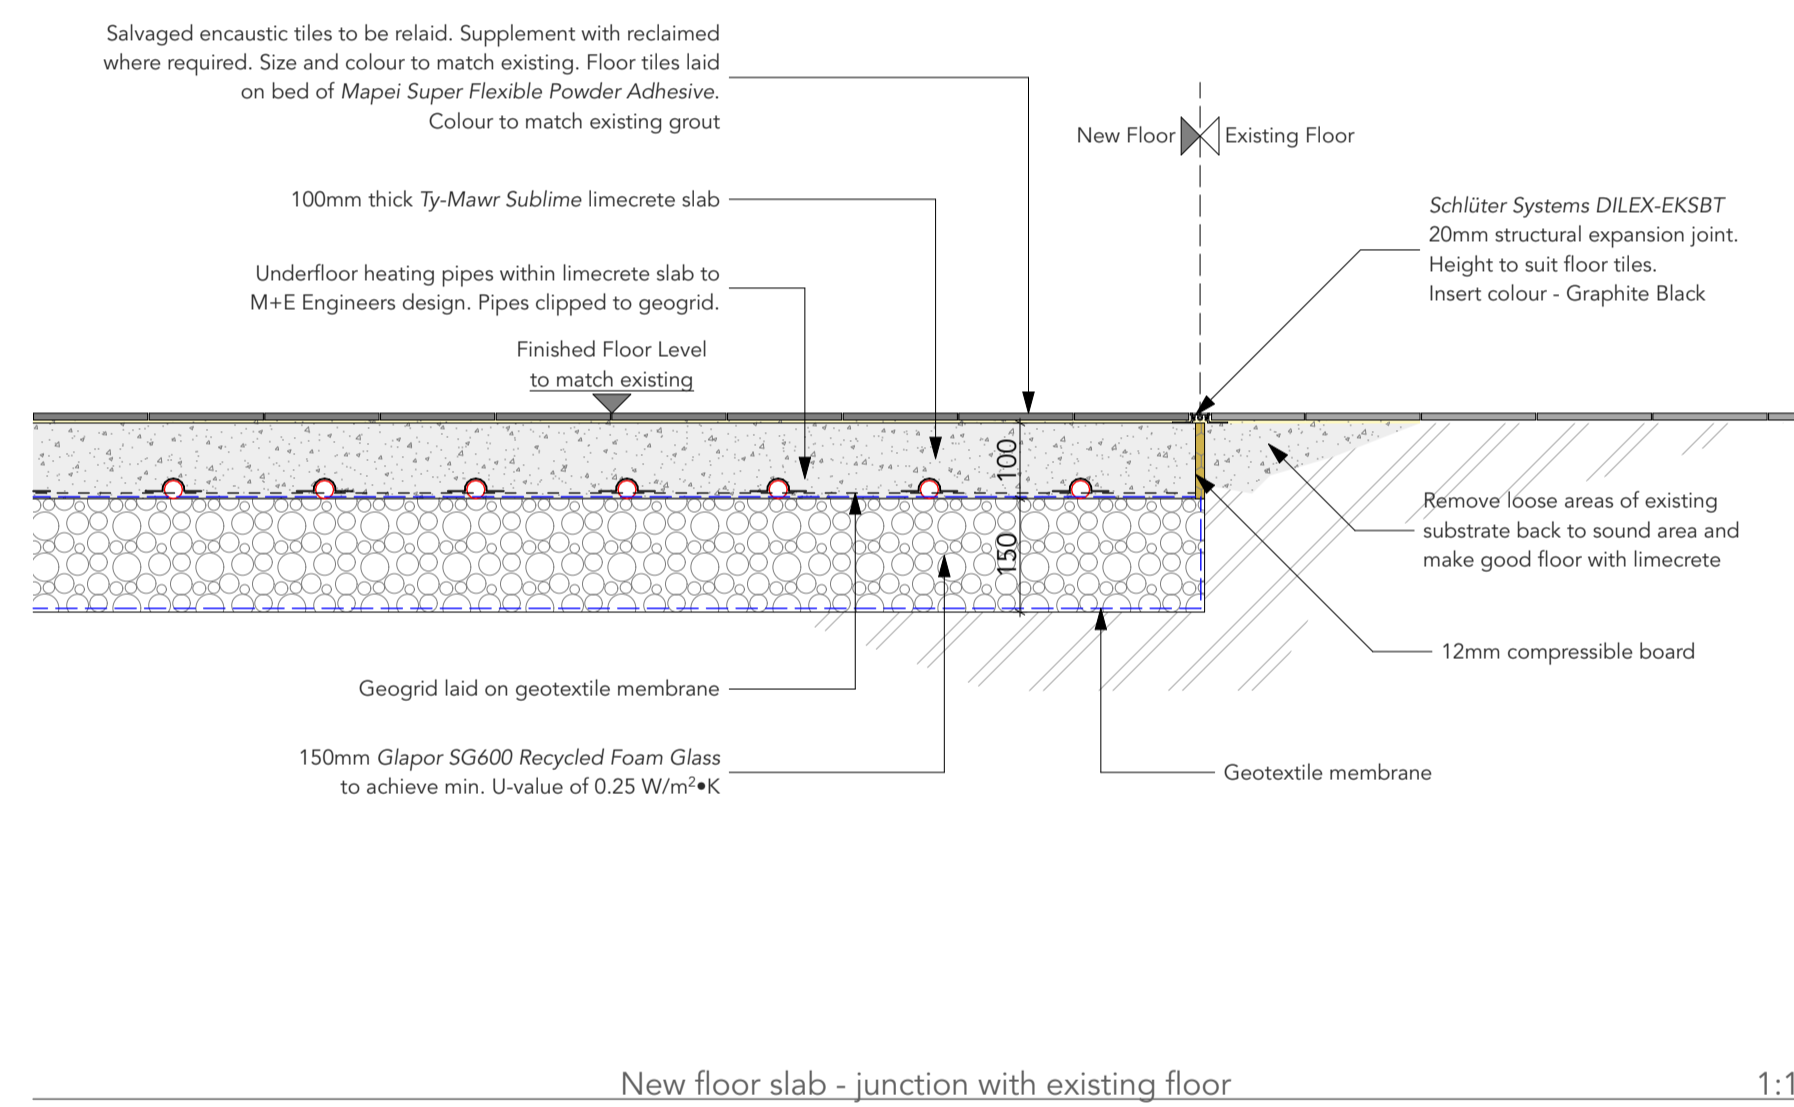 Salvaged encaustic tiles to be relaid. Supplement with reclaimed
where required. Size and colour to match existing. Floor tiles laid
on bed of Mapei Super Flexible Powder Adhesive.
Colour to match existing grout
New Floor
Existing Floor
100mm thick Ty-Mawr Sublime limecrete slab
Schlüter Systems DILEX-EKSBT
20mm structural expansion joint.
Height to suit floor tiles.
Insert colour - Graphite Black
Underfloor heating pipes within limecrete slab to
M+E Engineers design. Pipes clipped to geogrid.
Finished Floor Level
to match existing
100
150
Remove loose areas of existing
substrate back to sound area and
make good floor with limecrete
12mm compressible board
Geogrid laid on geotextile membrane
150mm Glapor SG600 Recycled Foam Glass
to achieve min. U-value of 0.25 W/m²•K
Geotextile membrane
New floor slab - junction with existing floor
1:1